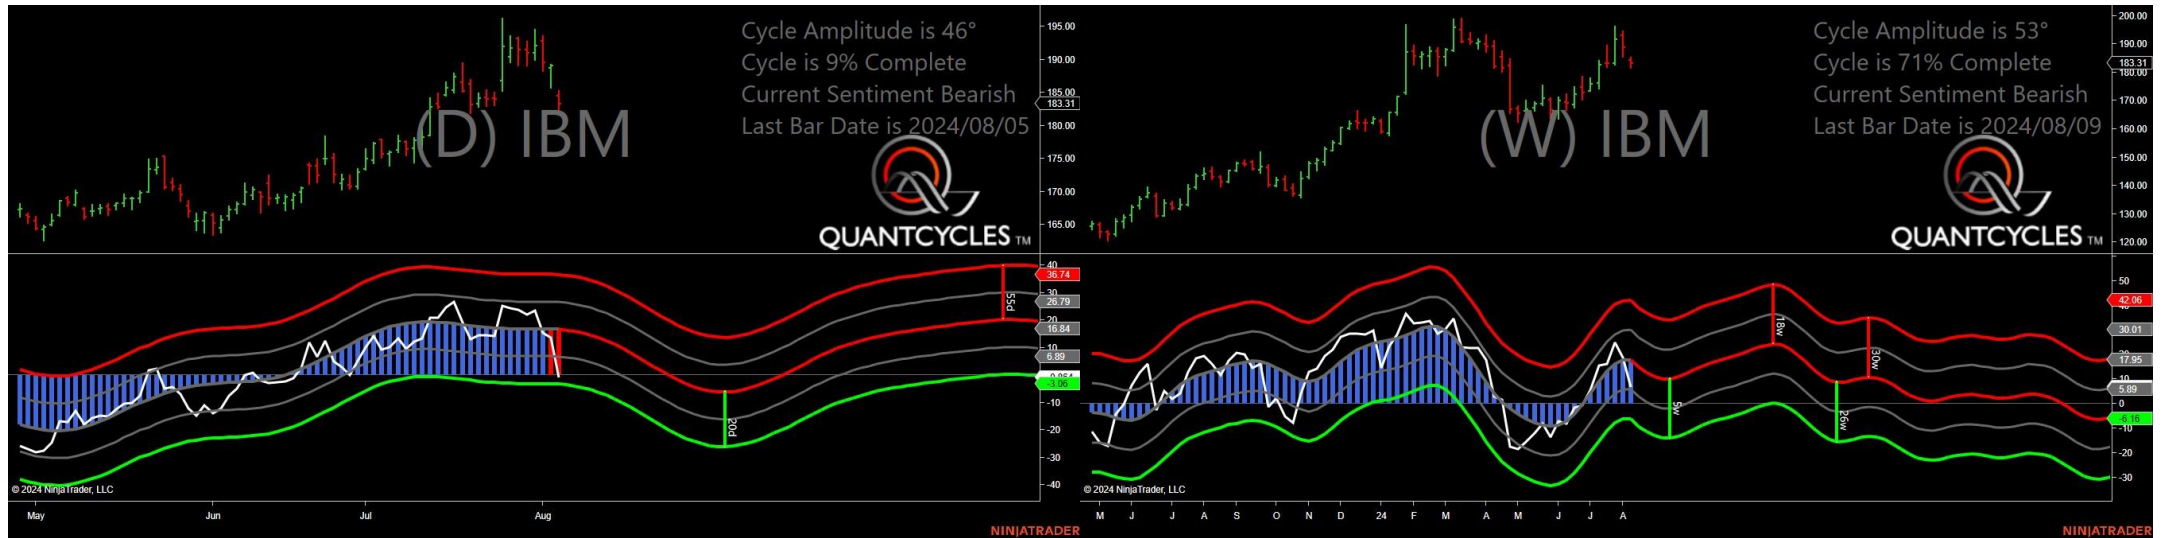 Cycle Amplitude is 46°
Cycle is 9% Complete
Current Sentiment Bearish
Last Bar Date is 2024/08/05
(D) IBM
QUANTCYCLES TM
195.00
190.00
185.00
183.31
180.00
175.00
170.00
165.00
40
36.74
30
26.79
20
16.84
10
6.89
-3.06
-10
-20
-30
-40
55d
20d
© 2024 NinjaTrader, LLC
May Jun Jul Aug
NINJATRADER
Cycle Amplitude is 53°
Cycle is 71% Complete
Current Sentiment Bearish
Last Bar Date is 2024/08/09
(W) IBM
QUANTCYCLES TM
200.00
190.00
183.31
180.00
170.00
160.00
150.00
140.00
130.00
120.00
50
42.06
30.01
17.95
10
5.89
0
-6.16
-10
-20
-30
5w
18w
26w
30w
© 2024 NinjaTrader, LLC
M J J A S O N D 24 F M A M J J A
NINJATRADER